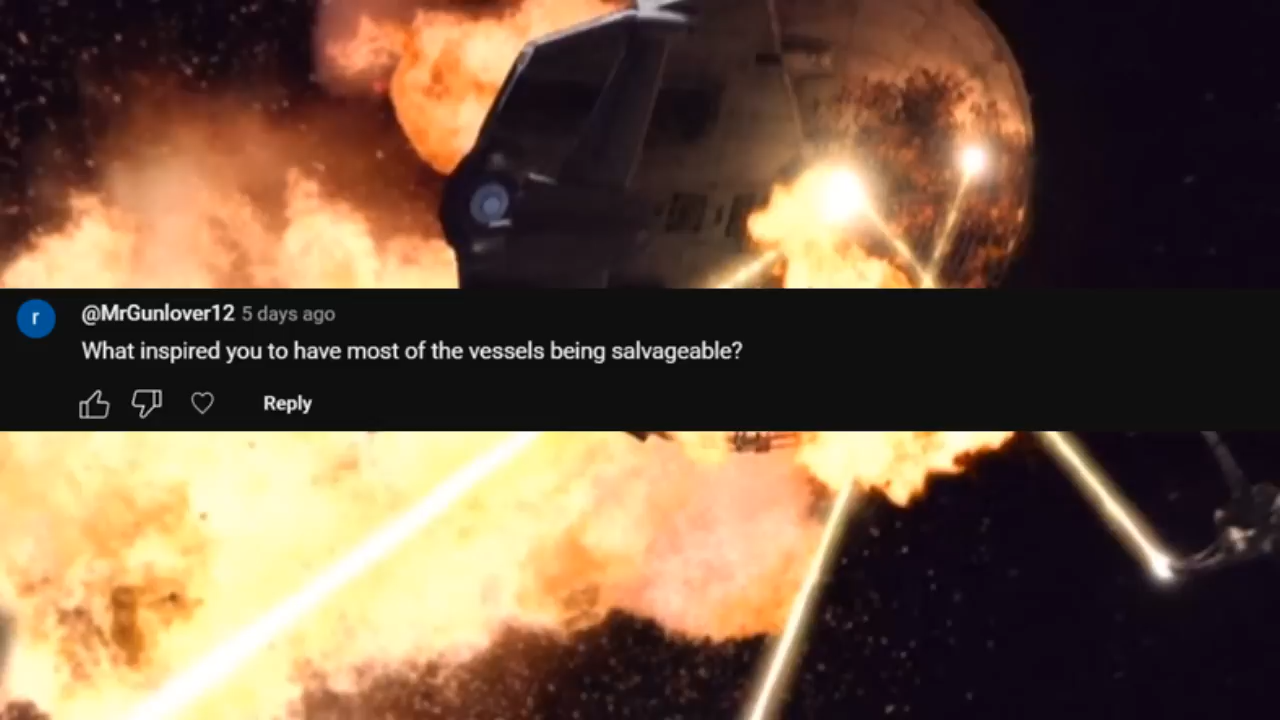 r
@MrGunlover12 5 days ago
What inspired you to have most of the vessels being salvageable?
Reply